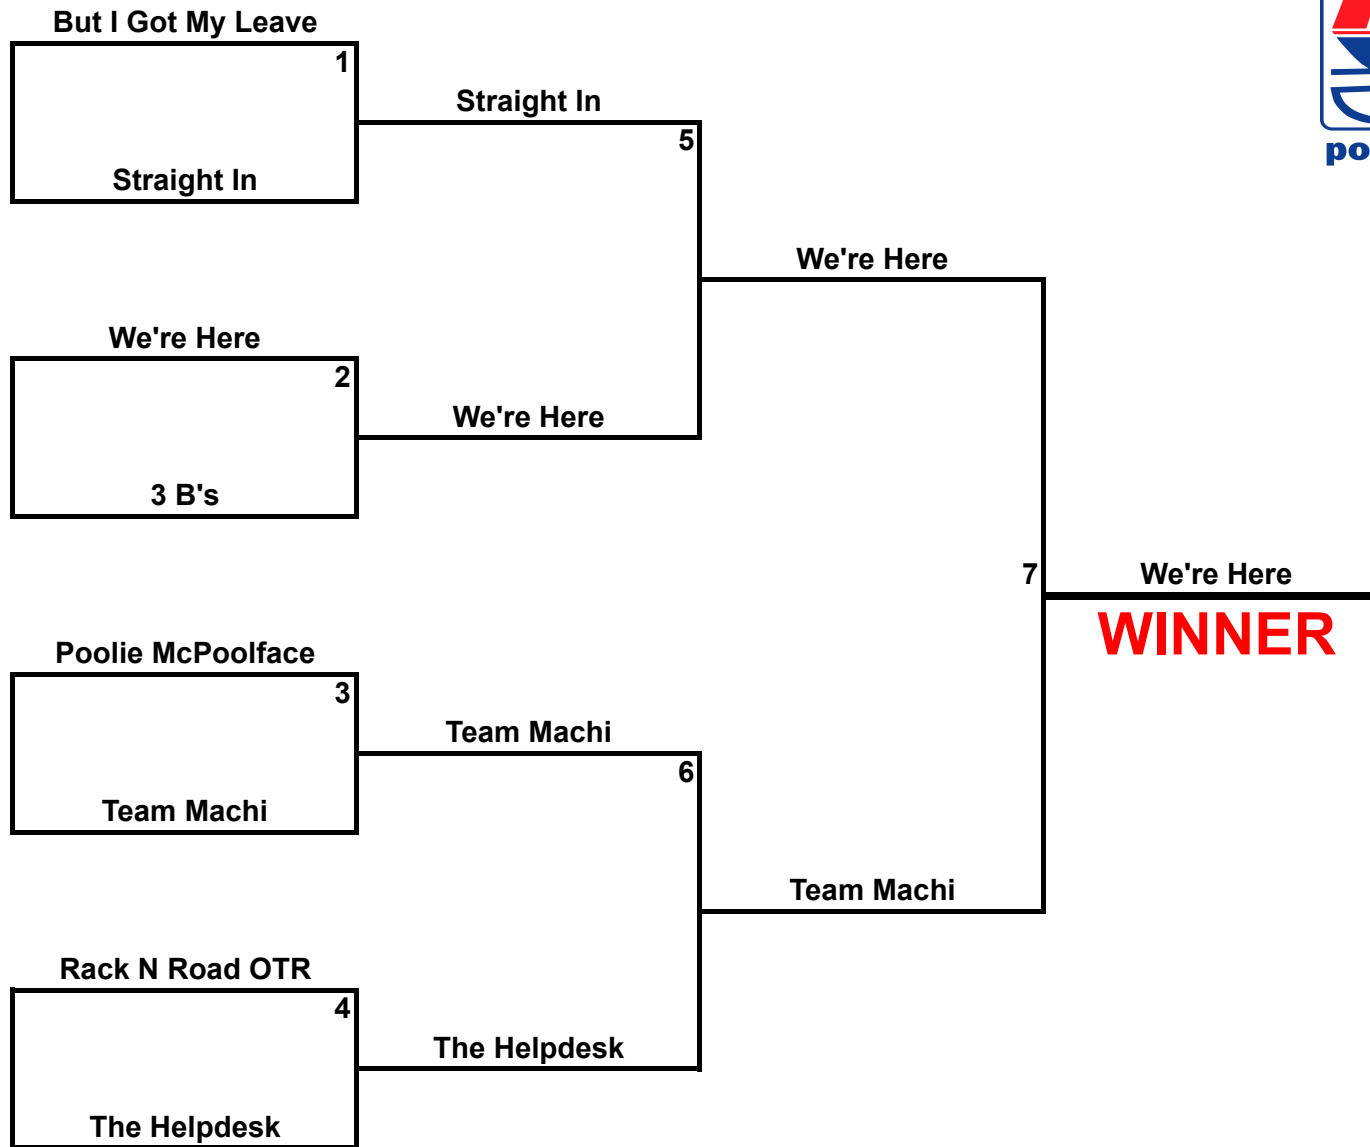 But I Got My Leave
1
Straight In
5
Straight In
We're Here
We're Here
2
We're Here
3 B's
7
We're Here
WINNER
Poolie McPoolface
3
Team Machi
6
Team Machi
Team Machi
Rack N Road OTR
4
The Helpdesk
The Helpdesk